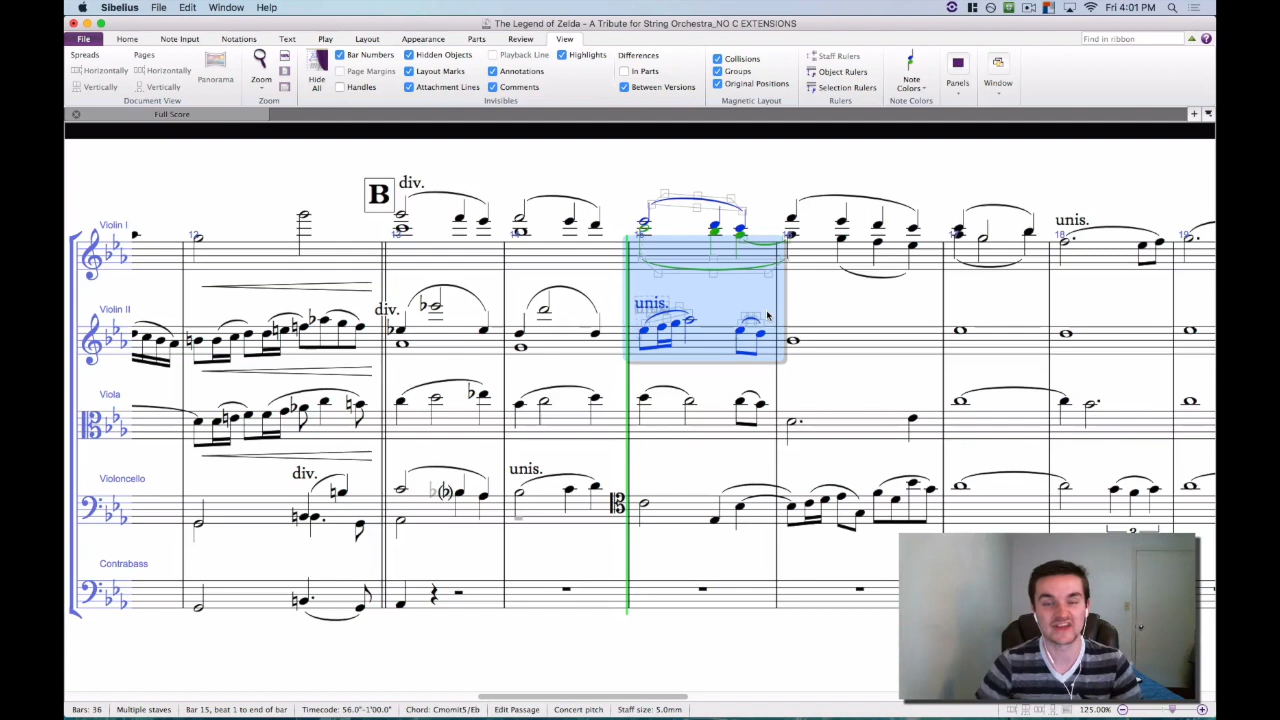 Sibelius File Edit Window Help Fri 4:01 PM
The Legend of Zelda - A Tribute for String Orchestra_NO C EXTENSIONS
File Home Note Input Notations Text Play Layout Appearance Parts Review View Find in ribbon
Spreads Pages Bar Numbers Hidden Objects Playback Line Highlights Differences Collisions Staff Rulers
Horizontally Horizontally Panorama Zoom Hide All Page Margins Layout Marks Annotations In Parts Groups Object Rulers Note Colors Panels Window
Vertically Vertically Handles Attachment Lines Comments Between Versions Original Positions Selection Rulers
Document View Zoom Invisibles Magnetic Layout Rulers Note Colors
Full Score
B div.
Violin I 12 13 14 unis. 18 19
unis.
Violin II div.
Viola
Violoncello div. unis.
3
Contrabass
Bars: 36 Multiple staves Bar 15, beat 1 to end of bar Timecode: 56.0"-1'00.0" Chord: Cmomit5/Eb Edit Passage Concert pitch Staff size: 5.0mm 125.00%